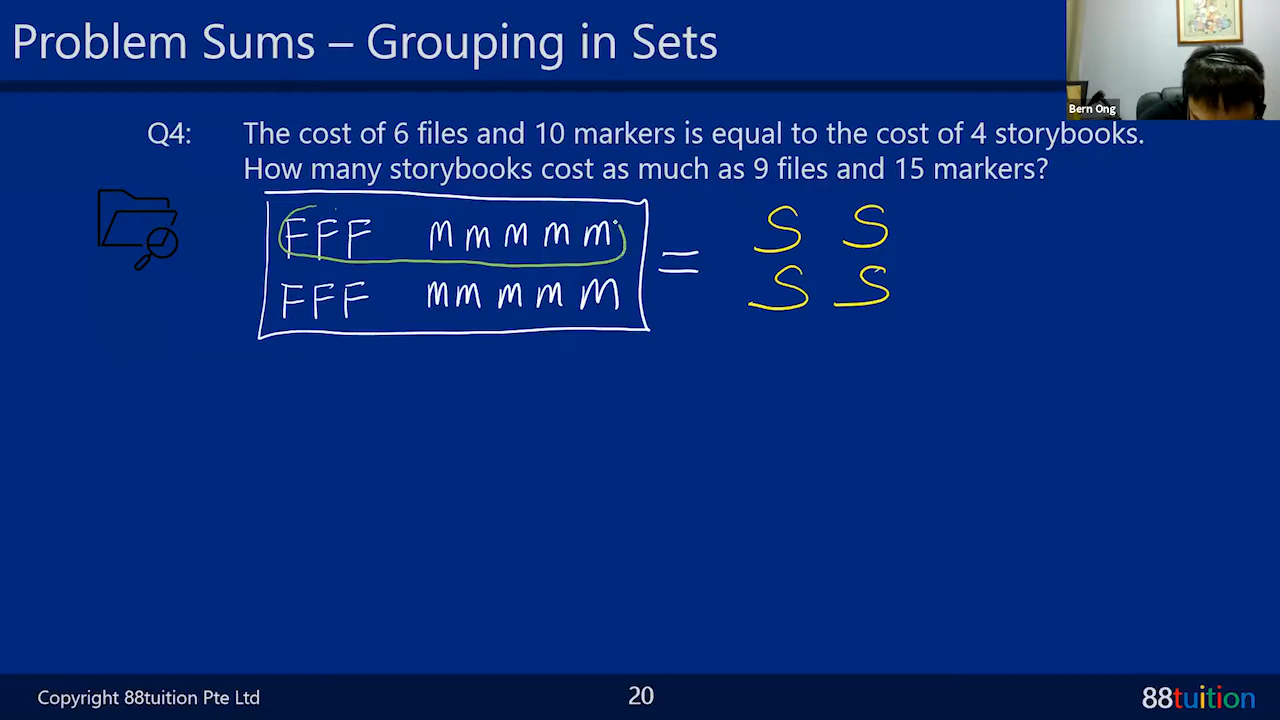 Problem Sums – Grouping in Sets
Bern Ong
Q4: The cost of 6 files and 10 markers is equal to the cost of 4 storybooks.
How many storybooks cost as much as 9 files and 15 markers?
FFF mmmmm = S S
FFF mmmmm S S
Copyright 88tuition Pte Ltd 20 88tuition